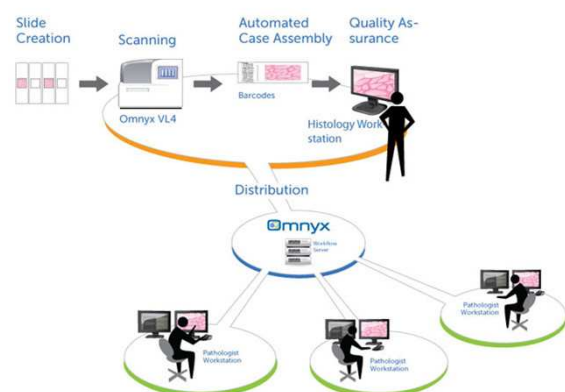 Slide
Creation
Scanning
Automated
Case Assembly
Quality As-
surance
Omnyx VL4
Barcodes
Histology Work
station
Distribution
Omnyx
Workflow
Server
Pathologist
Workstation
Pathologist
Workstation
Pathologist
Workstation